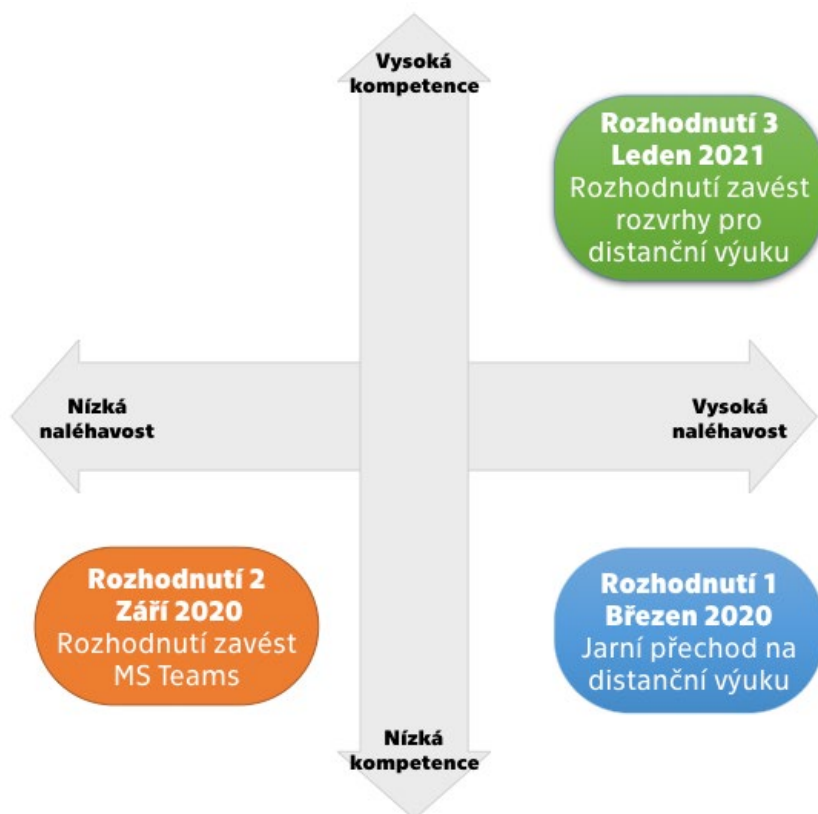 Vysoká
kompetence
Rozhodnutí 3
Leden 2021
Rozhodnutí zavést
rozvrhy pro
distanční výuku
Nízká
naléhavost
Vysoká
naléhavost
Rozhodnutí 2
Září 2020
Rozhodnutí zavést
MS Teams
Rozhodnutí 1
Březen 2020
Jarní přechod na
distanční výuku
Nízká
kompetence